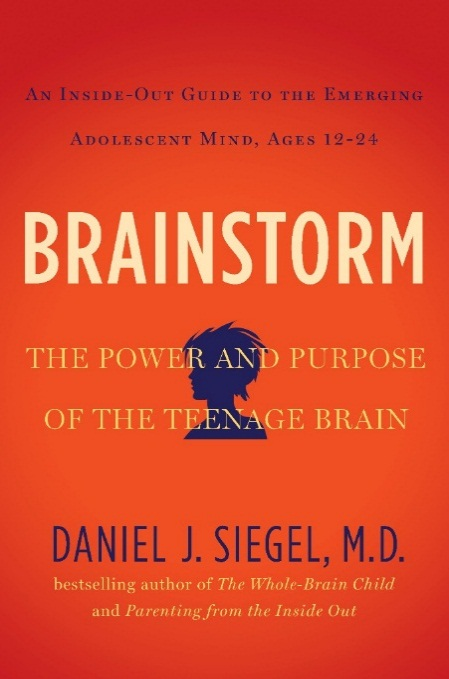 An Inside-Out Guide to the Emerging
Adolescent Mind, Ages 12-24
BRAINSTORM
THE POWER AND PURPOSE
OF THE TEENAGE BRAIN
DANIEL J. SIEGEL, M.D.
bestselling author of The Whole-Brain Child
and Parenting from the Inside Out